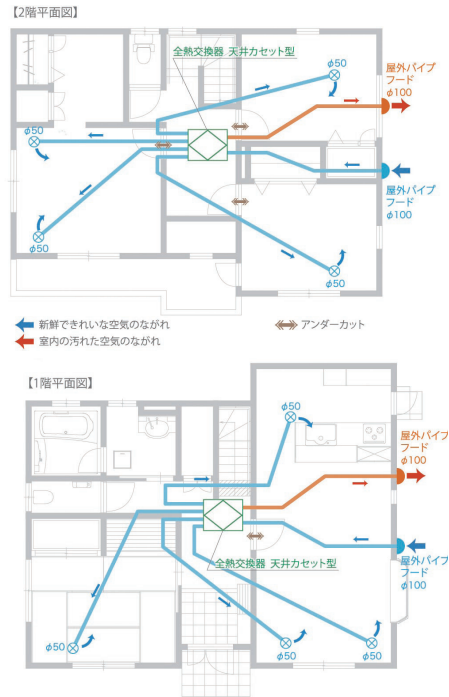 【2階平面図】
全熱交換器 天井カセット型
屋外パイプ
フード
φ100
φ50
φ50
屋外パイプ
フード
φ100
φ50
φ50
新鮮できれいな空気のながれ
室内の汚れた空気のながれ
アンダーカット
【1階平面図】
φ50
屋外パイプ
フード
φ100
屋外パイプ
フード
φ100
全熱交換器 天井カセット型
φ50
φ50
φ50